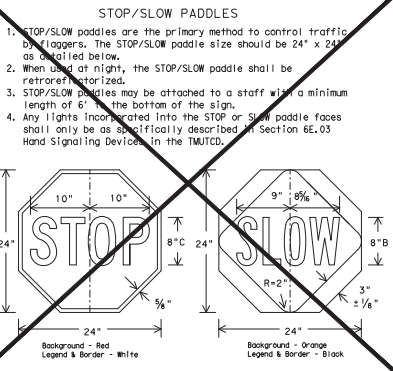 STOP/SLOW PADDLES
1. STOP/SLOW paddles are the primary method to control traffic
by flaggers. The STOP/SLOW paddle size should be 24" x 24"
as detailed below.
2. When used at night, the STOP/SLOW paddle shall be
retroreflectorized.
3. STOP/SLOW paddles may be attached to a staff with a minimum
length of 6' to the bottom of the sign.
4. Any lights incorporated into the STOP or SLOW paddle faces
shall only be as specifically described in Section 6E.03
Hand Signaling Devices in the TMUTCD.
10" 10" 9" 8 5/16"
24" STOP 8"C 24" SLOW 8"B
R=2" 3"
5/8" ± 1/8"
24" 24"
Background - Red Background - Orange
Legend & Border - White Legend & Border - Black